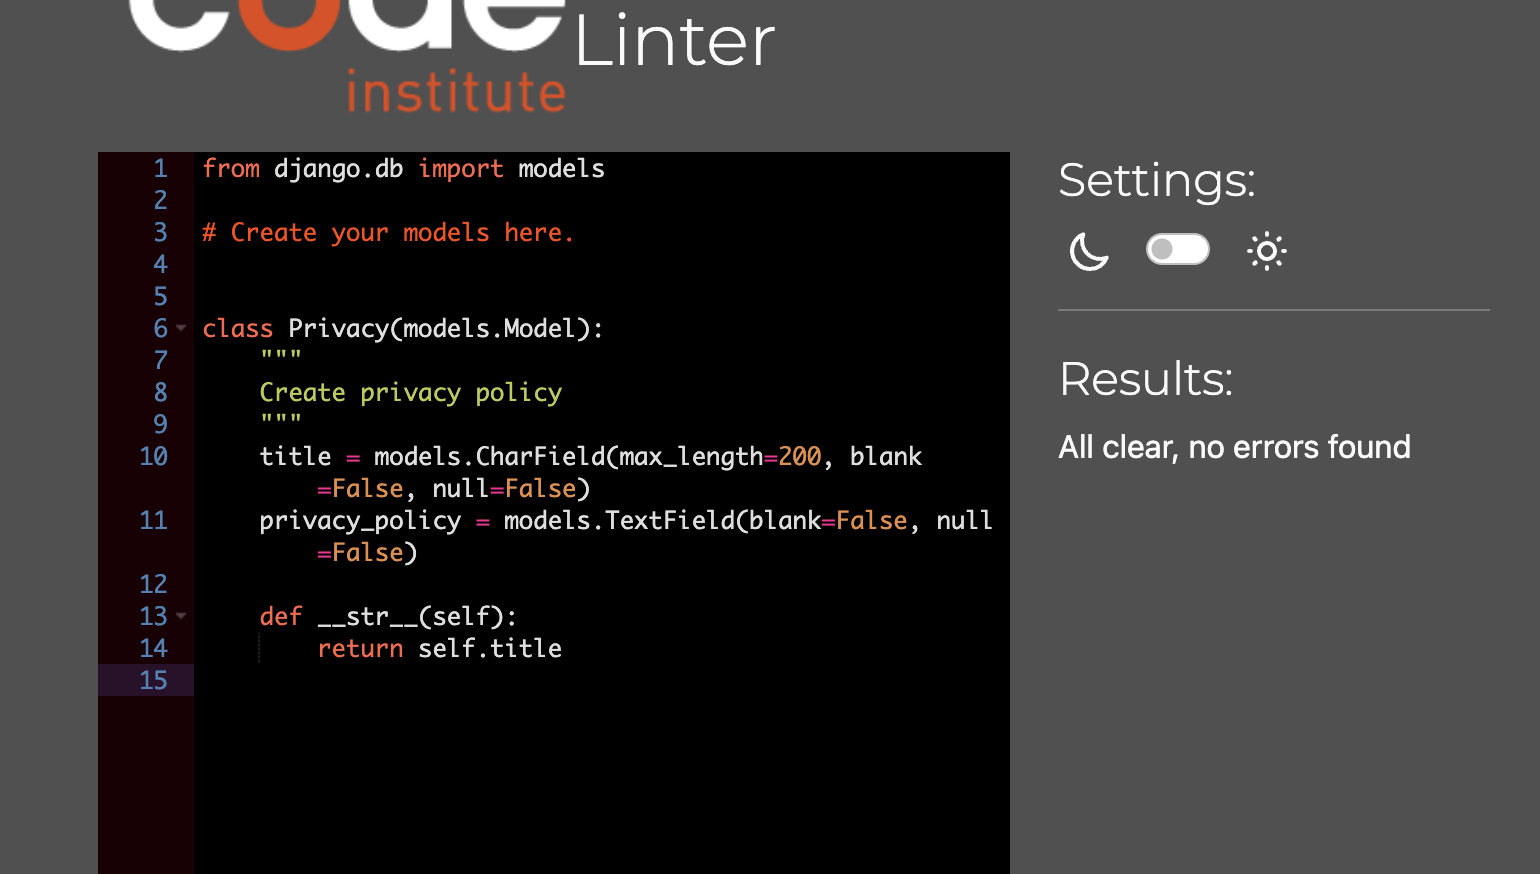 code
Linter
institute
1 from django.db import models
2
3 # Create your models here.
4
5
6 class Privacy(models.Model):
7     """
8     Create privacy policy
9     """
10     title = models.CharField(max_length=200, blank
        =False, null=False)
11     privacy_policy = models.TextField(blank=False, null
        =False)
12
13     def __str__(self):
14         return self.title
15
Settings:
Results:
All clear, no errors found